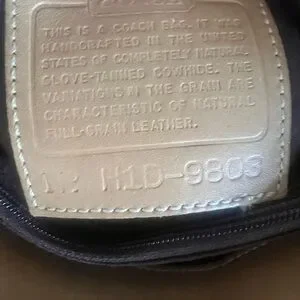 THIS IS A COACH BAG. IT WAS
HANDCRAFTED IN THE UNITED
STATES OF COMPLETELY NATURAL
GLOVE-TANNED COWHIDE. THE
VARIATIONS IN THE GRAIN ARE
CHARACTERISTIC OF NATURAL
FULL-GRAIN LEATHER.
H1D-9803